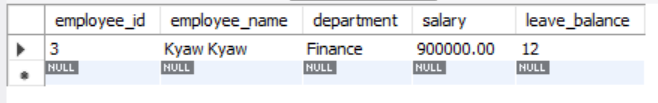 employee_id employee_name department salary leave_balance
3 Kyaw Kyaw Finance 900000.00 12
NULL NULL NULL NULL NULL